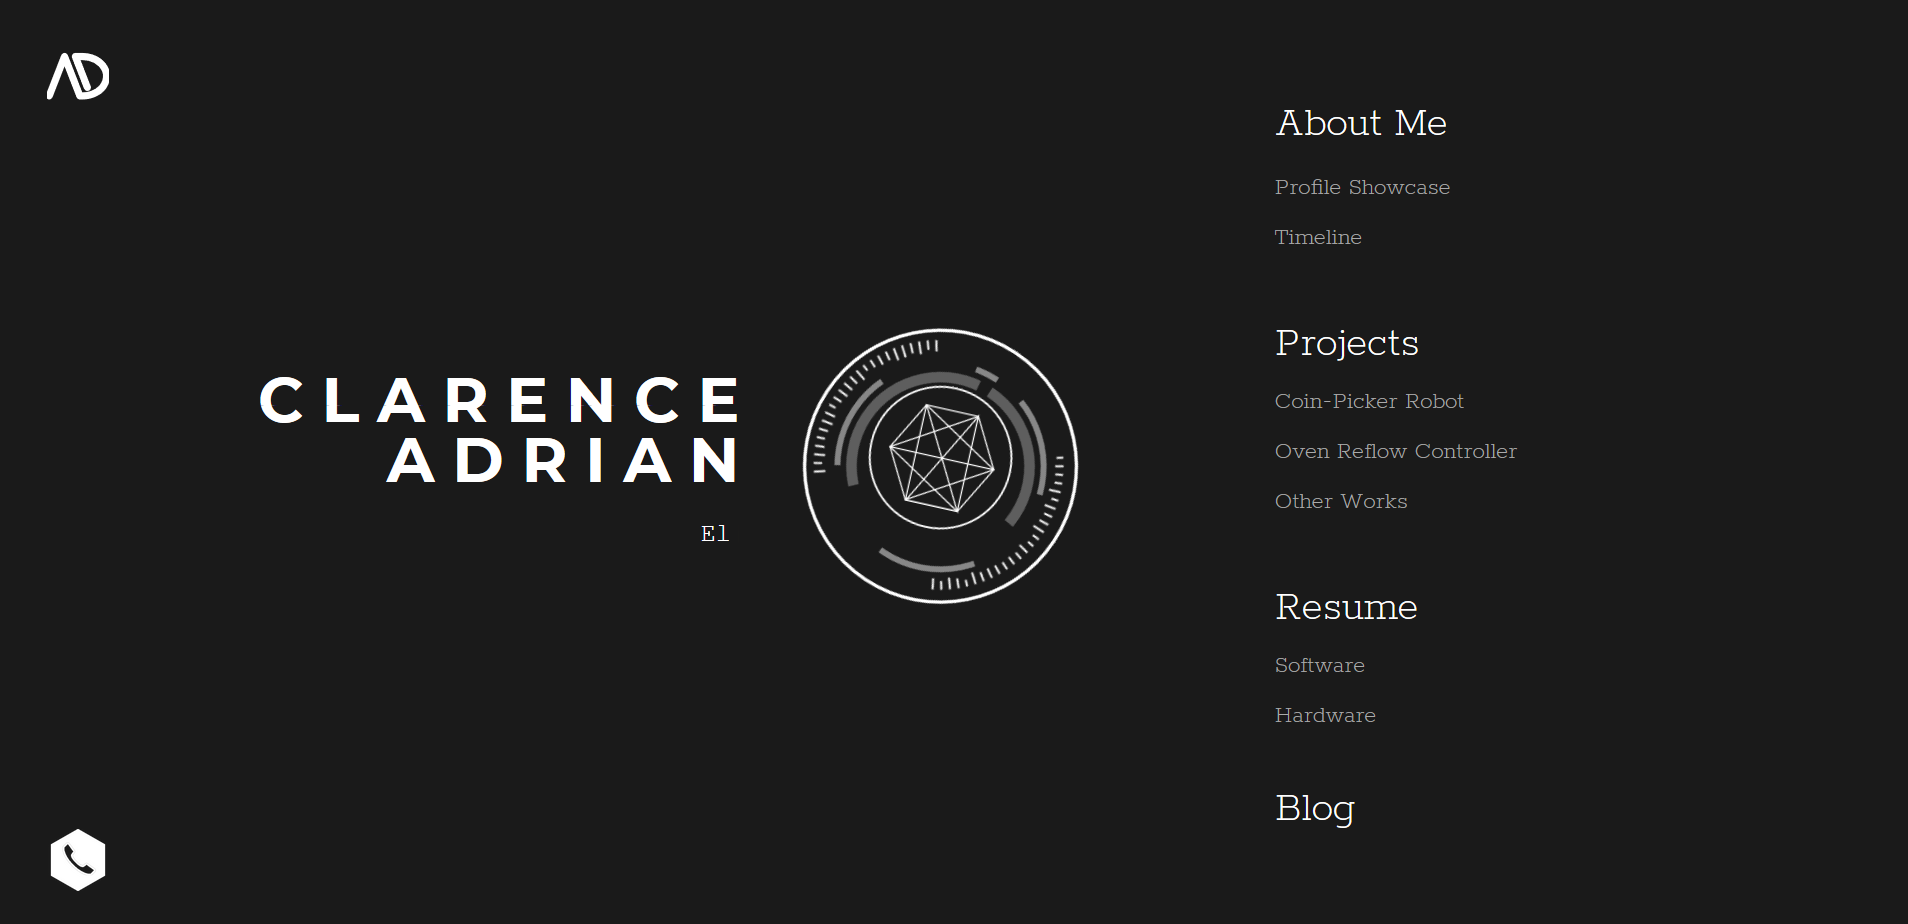 AD
CLARENCE
ADRIAN
El
About Me
Profile Showcase
Timeline
Projects
Coin-Picker Robot
Oven Reflow Controller
Other Works
Resume
Software
Hardware
Blog